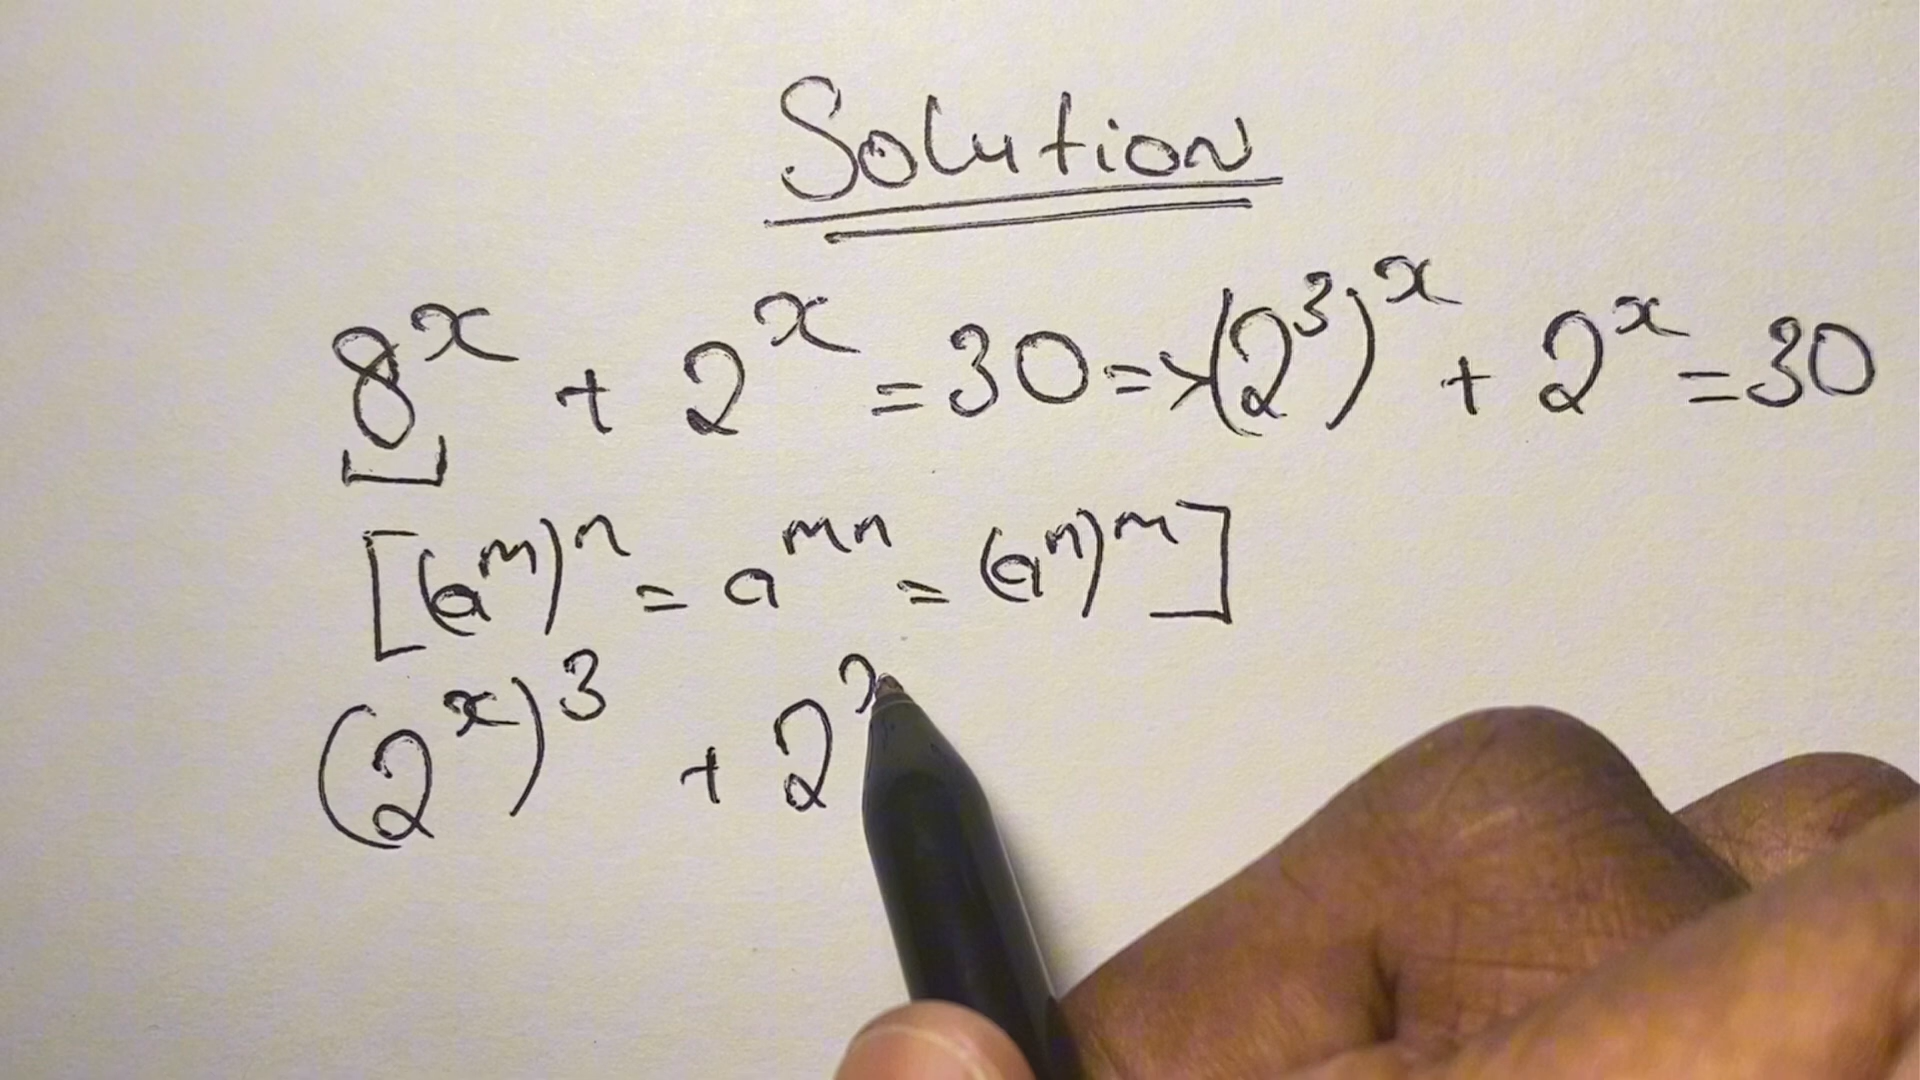 Solution
8^x + 2^x = 30 => (2^3)^x + 2^x = 30
[(a^m)^n = a^mn = (a^n)^m]
(2^x)^3 + 2^x